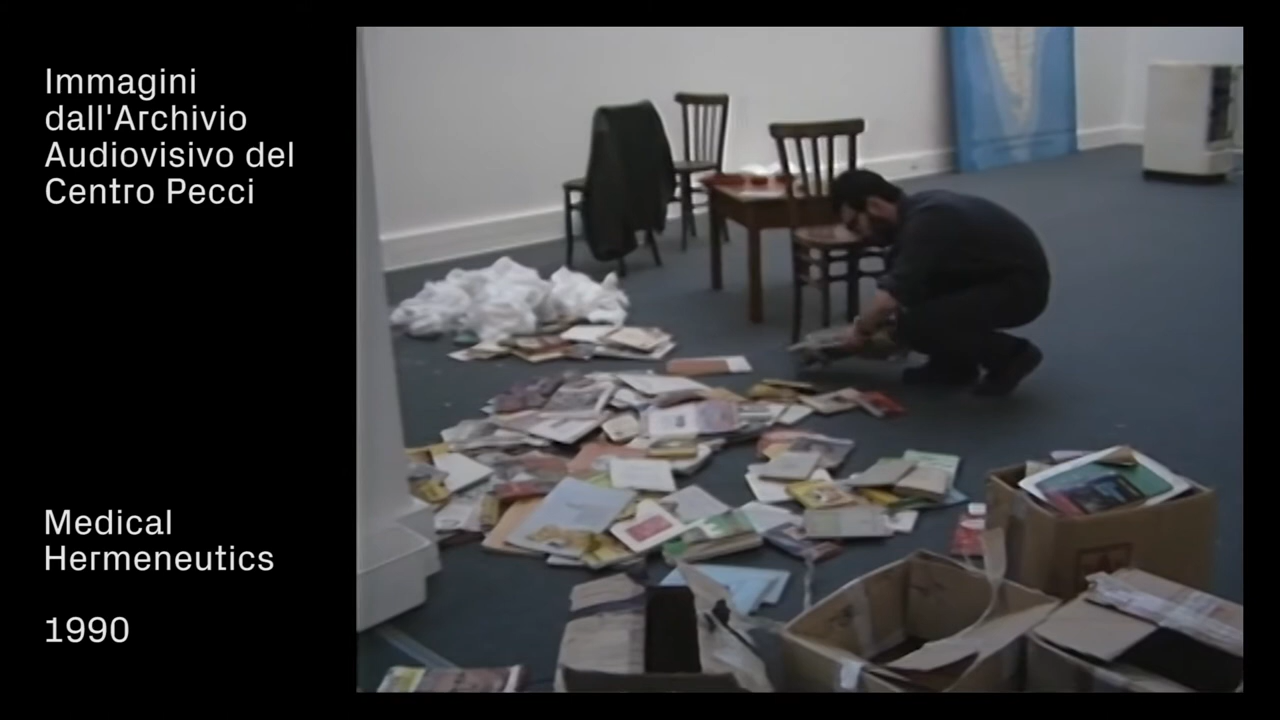 Immagini
dall'Archivio
Audiovisivo del
Centro Pecci
Medical
Hermeneutics
1990